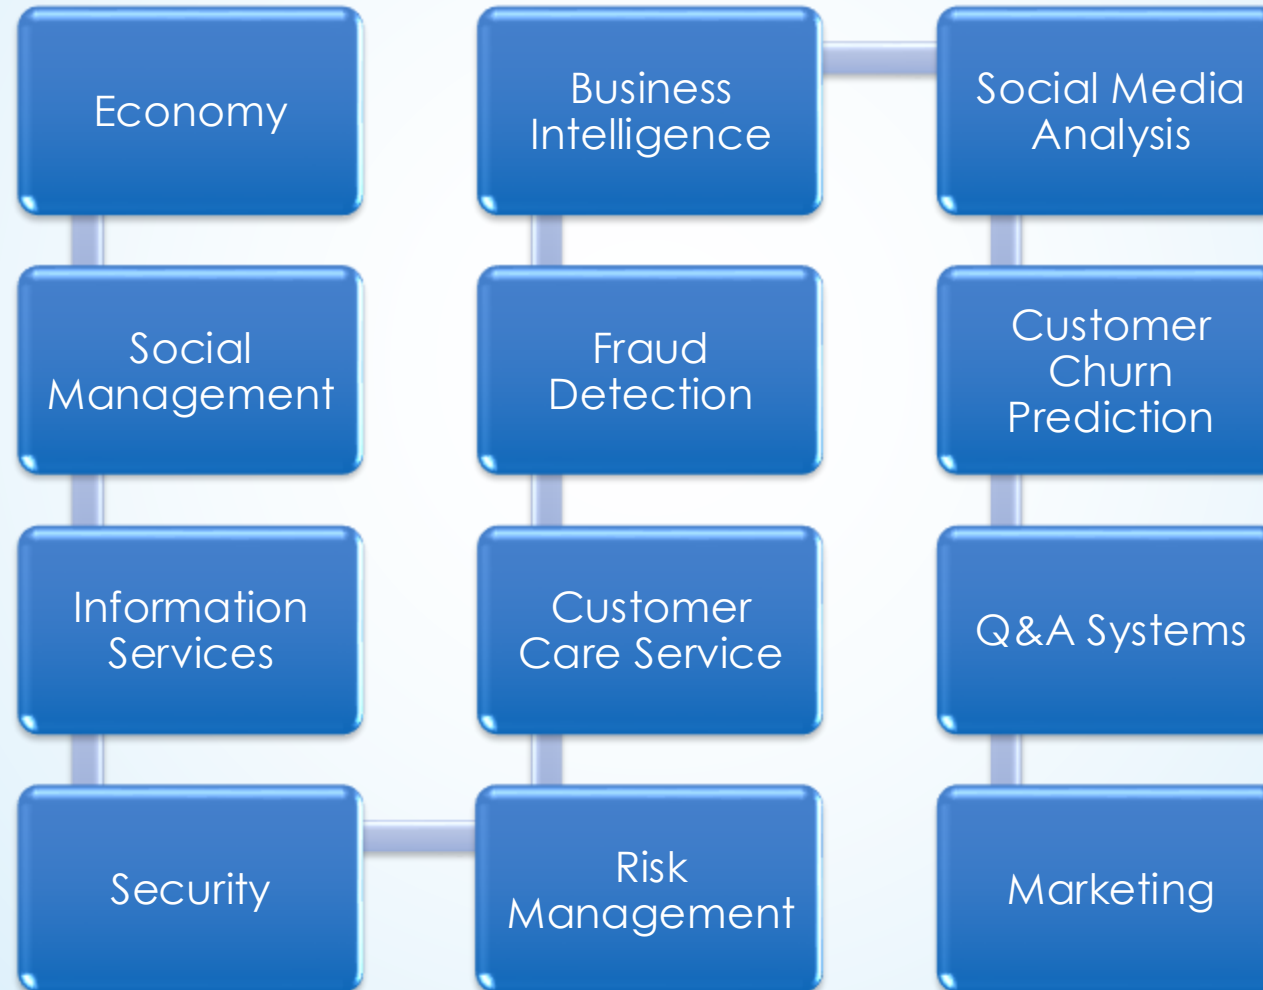 Economy
Social
Management
Information
Services
Security
Risk
Management
Customer
Care Service
Fraud
Detection
Business
Intelligence
Social Media
Analysis
Customer
Churn
Prediction
Q&A Systems
Marketing